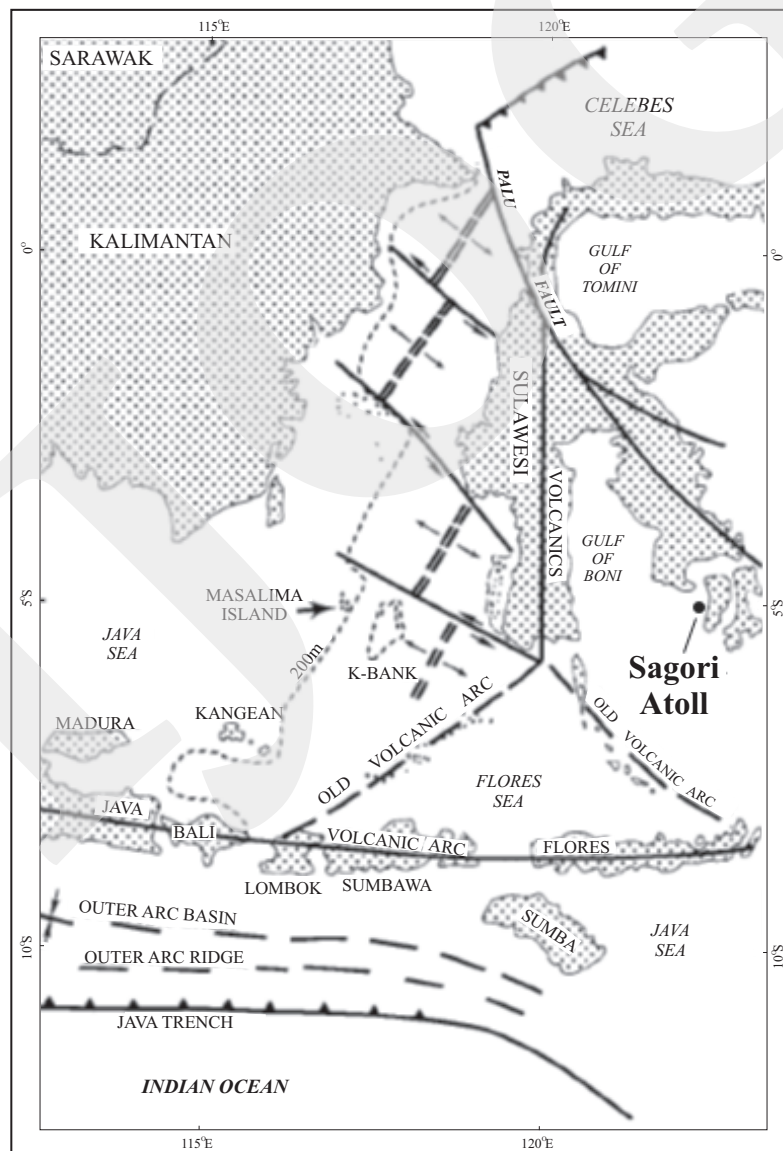 115°E
120°E
SARAWAK
CELEBES
SEA
PALU
KALIMANTAN
0°
0°
GULF
OF
TOMINI
FAULT
SULAWESI
VOLCANICS
GULF
OF
BONI
MASALIMA
ISLAND
5°S
5°S
JAVA
SEA
200m
K-BANK
Sagori
Atoll
MADURA
KANGEAN
OLD VOLCANIC ARC
OLD VOLCANIC ARC
FLORES
SEA
JAVA
BALI
VOLCANIC ARC
FLORES
LOMBOK
SUMBAWA
OUTER ARC BASIN
SUMBA
JAVA
SEA
10°S
10°S
OUTER ARC RIDGE
JAVA TRENCH
INDIAN OCEAN
115°E
120°E